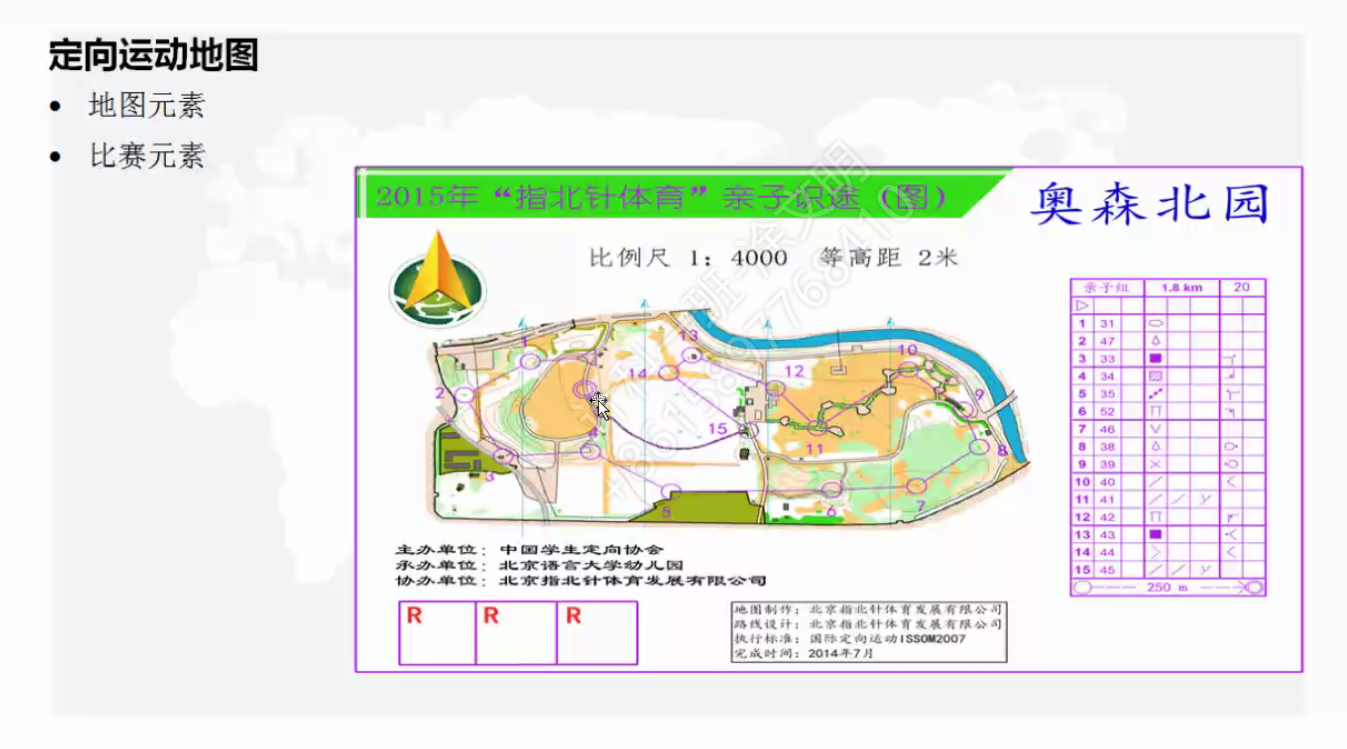 定向运动地图
• 地图元素
• 比赛元素
2015年“指北针体育”亲子识途（图）
奥森北园
比例尺 1：4000 等高距 2米
亲子组 1.8 km 20
1 31
2 47
3 33
4 34
5 35
6 52
7 46
8 38
9 39
10 40
11 41
12 42
13 43
14 44
15 45
250 m
1
2
3
4
5
6
7
8
9
10
11
12
13
14
15
主办单位：中国学生定向协会
承办单位：北京语言大学幼儿园
协办单位：北京指北针体育发展有限公司
R R R
地图制作：北京指北针体育发展有限公司
路线设计：北京指北针体育发展有限公司
执行标准：国际定向运动ISSOM2007
完成时间：2014年7月